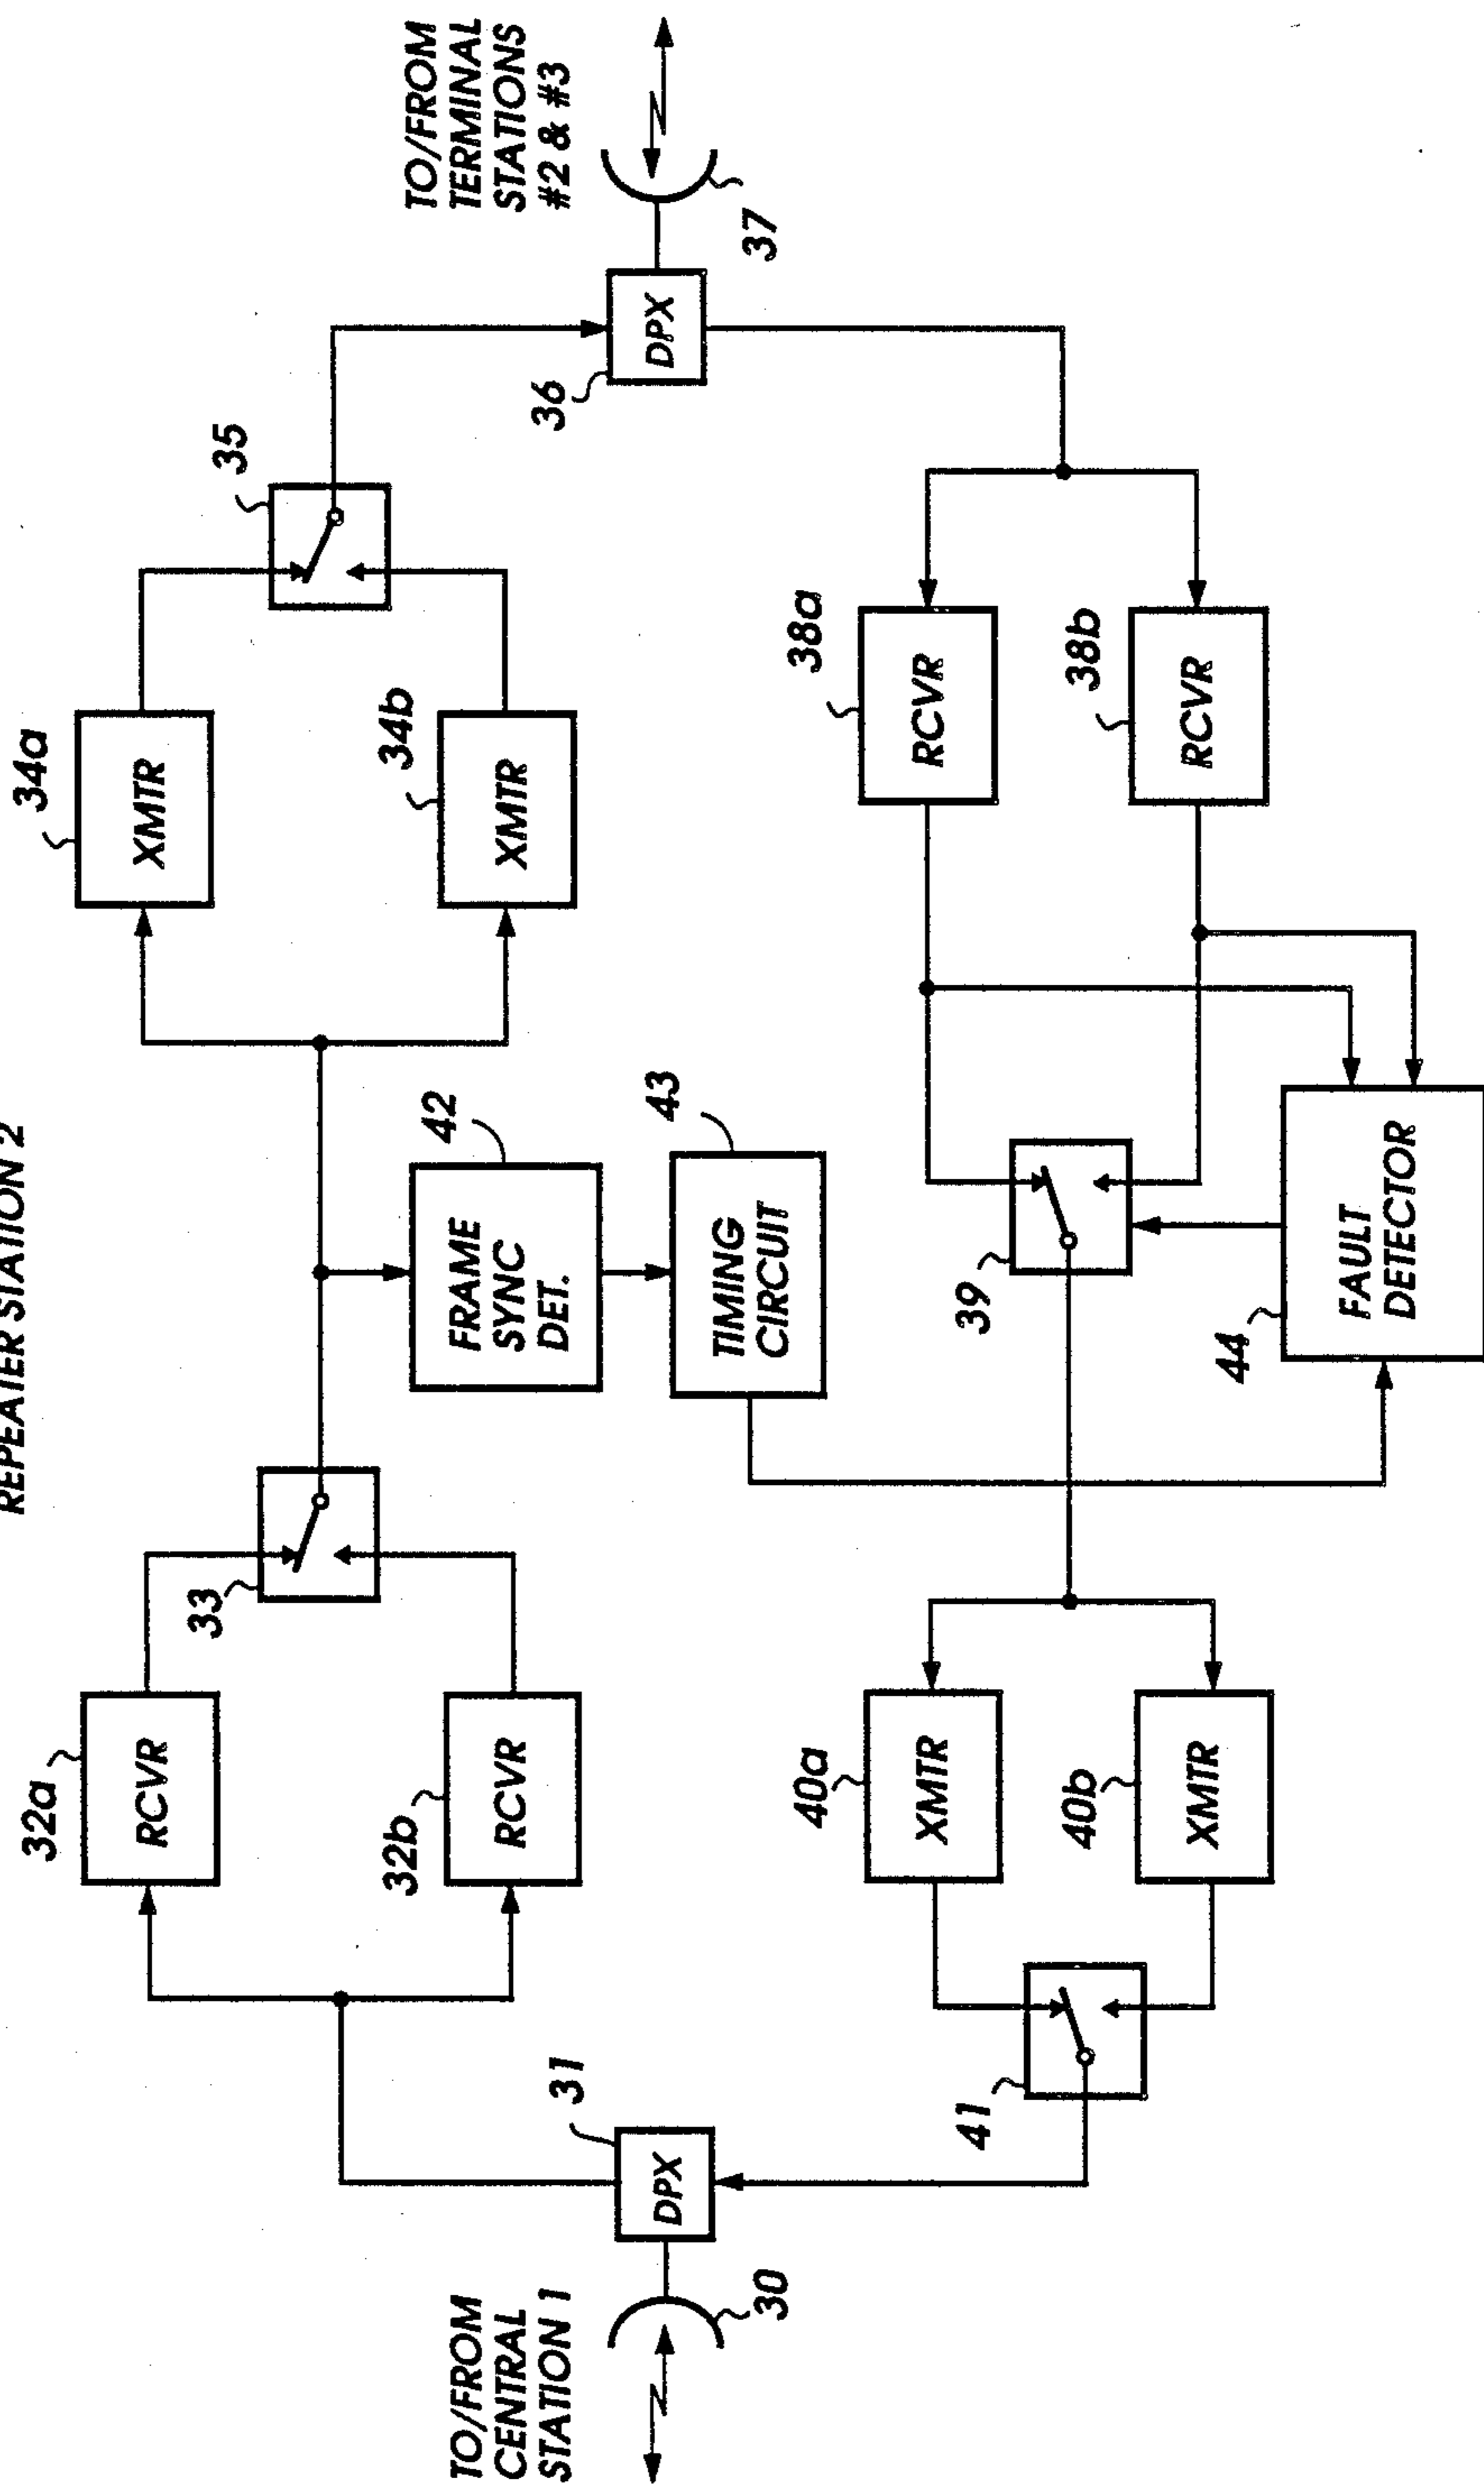 REPEATER STATION 2
34a
XMTR
34b
XMTR
35
TO/FROM
TERMINAL
STATIONS
#2 & #3
36
DPX
37
32a
RCVR
32b
RCVR
33
42
FRAME
SYNC
DET.
43
TIMING
CIRCUIT
38a
RCVR
38b
RCVR
39
44
FAULT
DETECTOR
40a
XMTR
40b
XMTR
41
31
DPX
TO/FROM
CENTRAL
STATION 1
30